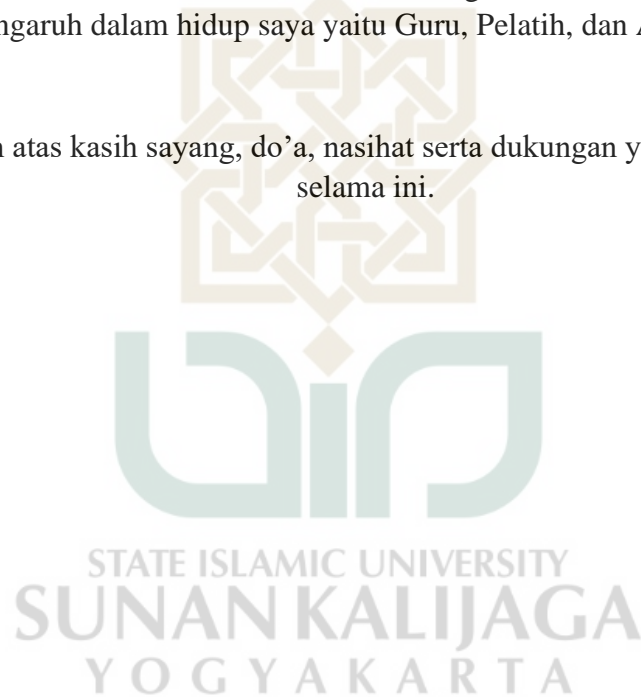 ngaruh dalam hidup saya yaitu Guru, Pelatih, dan
atas kasih sayang, do’a, nasihat serta dukungan
selama ini.
STATE ISLAMIC UNIVERSITY
SUNAN KALIJAGA
YOGYAKARTA